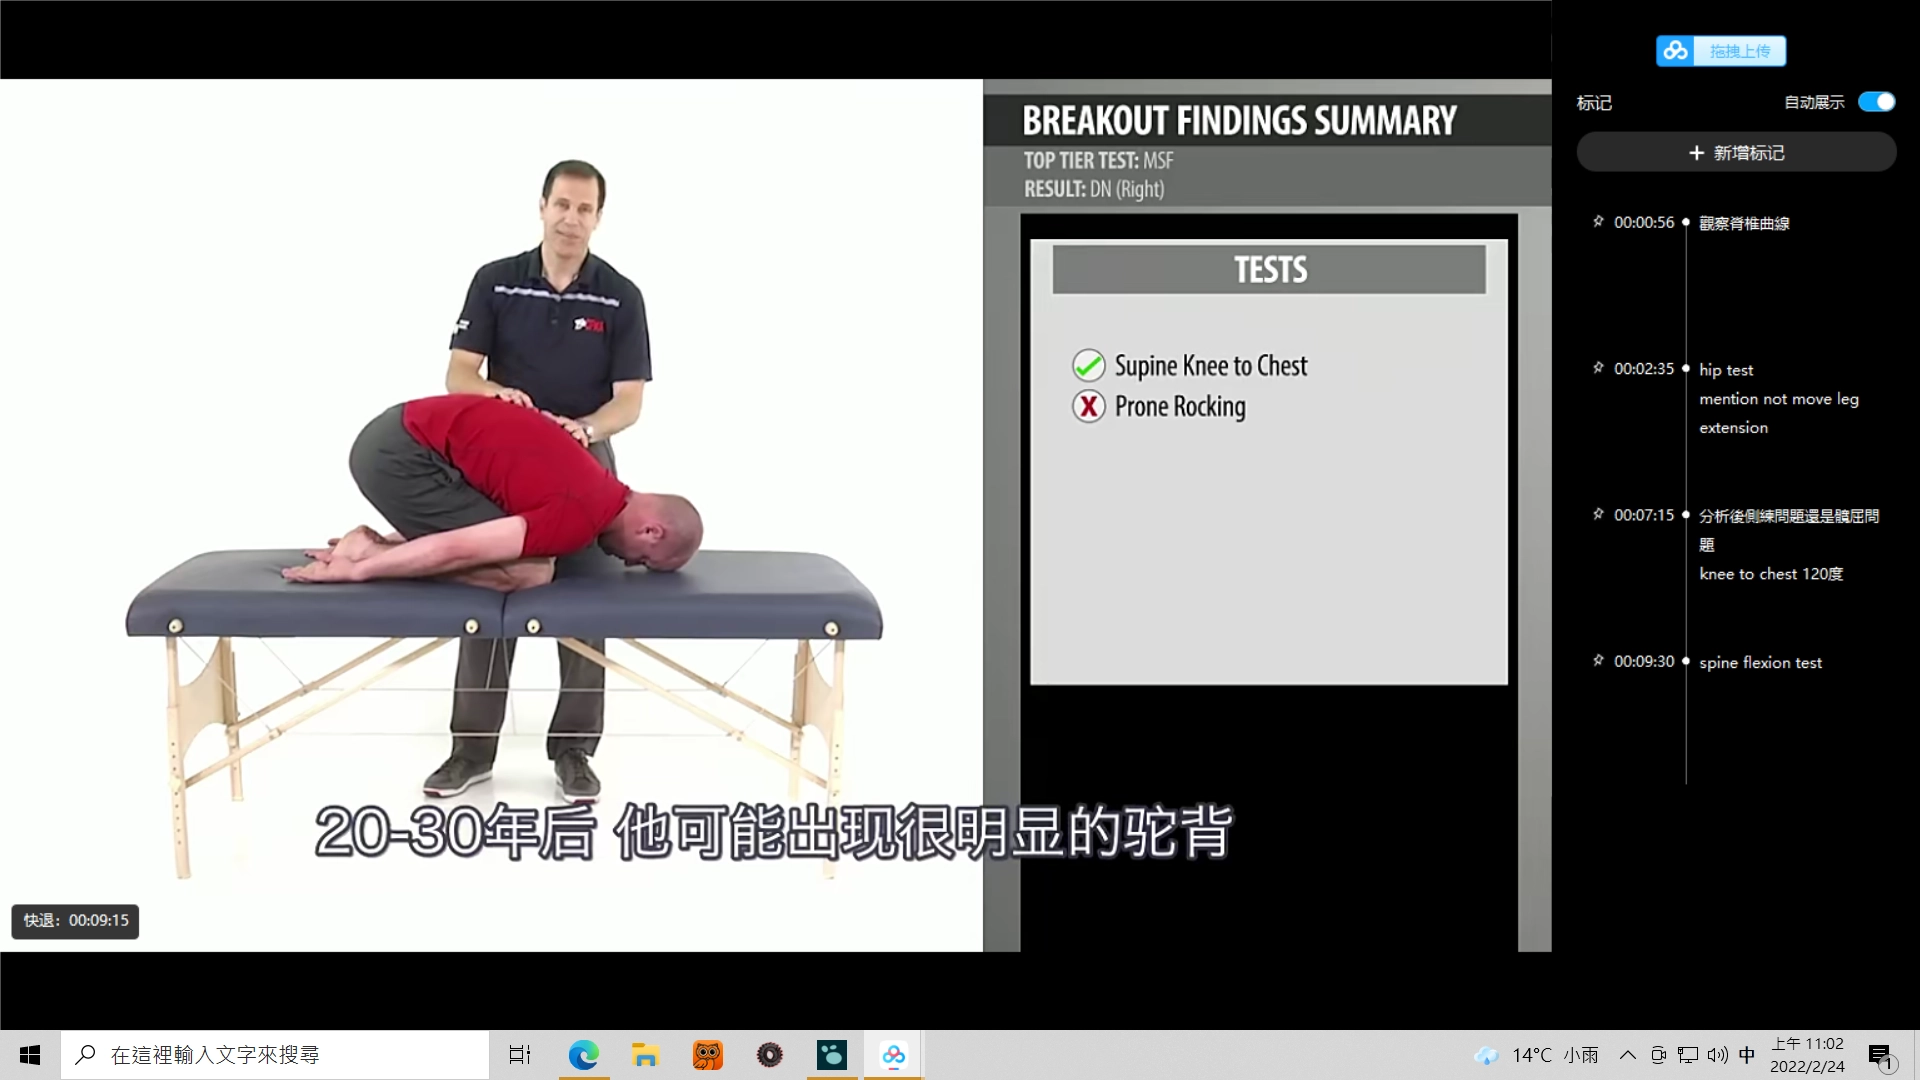 BREAKOUT FINDINGS SUMMARY
TOP TIER TEST: MSF
RESULT: DN (Right)
TESTS
Supine Knee to Chest
Prone Rocking
20-30年后 他可能出现很明显的驼背
快退：00:09:15
拖拽上传
标记
自动展示
+ 新增标记
00:00:56 觀察脊椎曲線
00:02:35 hip test
mention not move leg
extension
00:07:15 分析後側練問題還是髖屈問
題
knee to chest 120度
00:09:30 spine flexion test
在這裡輸入文字來搜尋
14°C 小雨
中
上午 11:02
2022/2/24
1